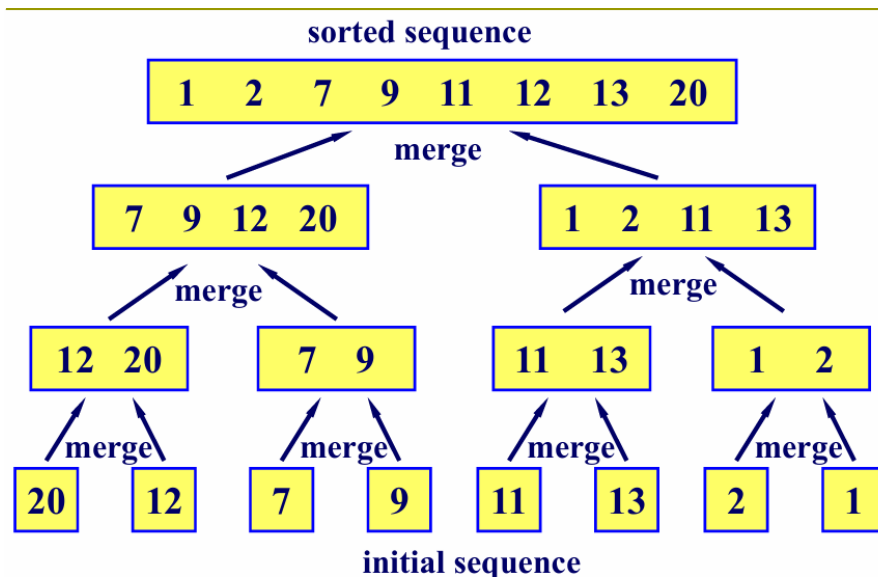 sorted sequence
1 2 7 9 11 12 13 20
merge
7 9 12 20 1 2 11 13
merge merge
12 20 7 9 11 13 1 2
merge merge merge merge
20 12 7 9 11 13 2 1
initial sequence